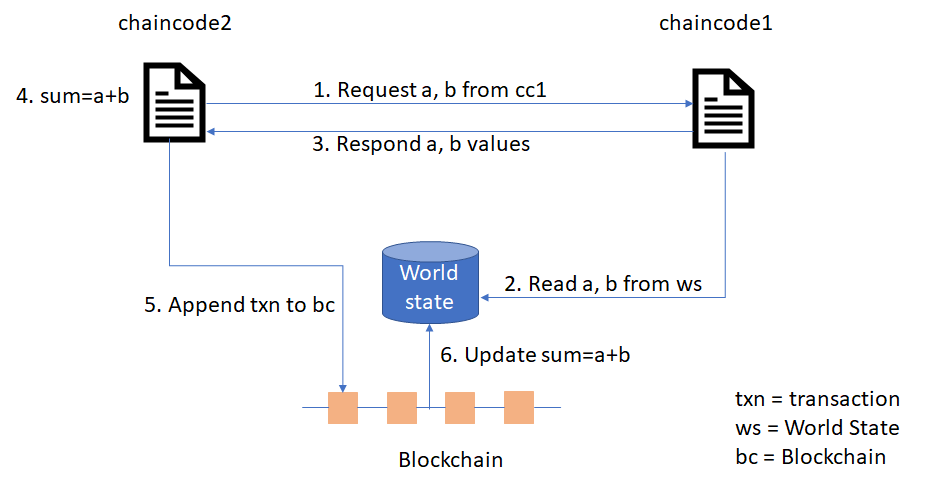 chaincode2
chaincode1
4. sum=a+b
1. Request a, b from cc1
3. Respond a, b values
World
state
2. Read a, b from ws
5. Append txn to bc
6. Update sum=a+b
txn = transaction
ws = World State
bc = Blockchain
Blockchain